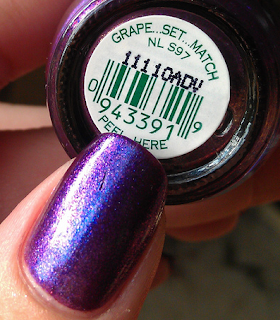 GRAPE...SET...MATCH
NL S97
11110ADV
0 943391 9
PEEL HERE